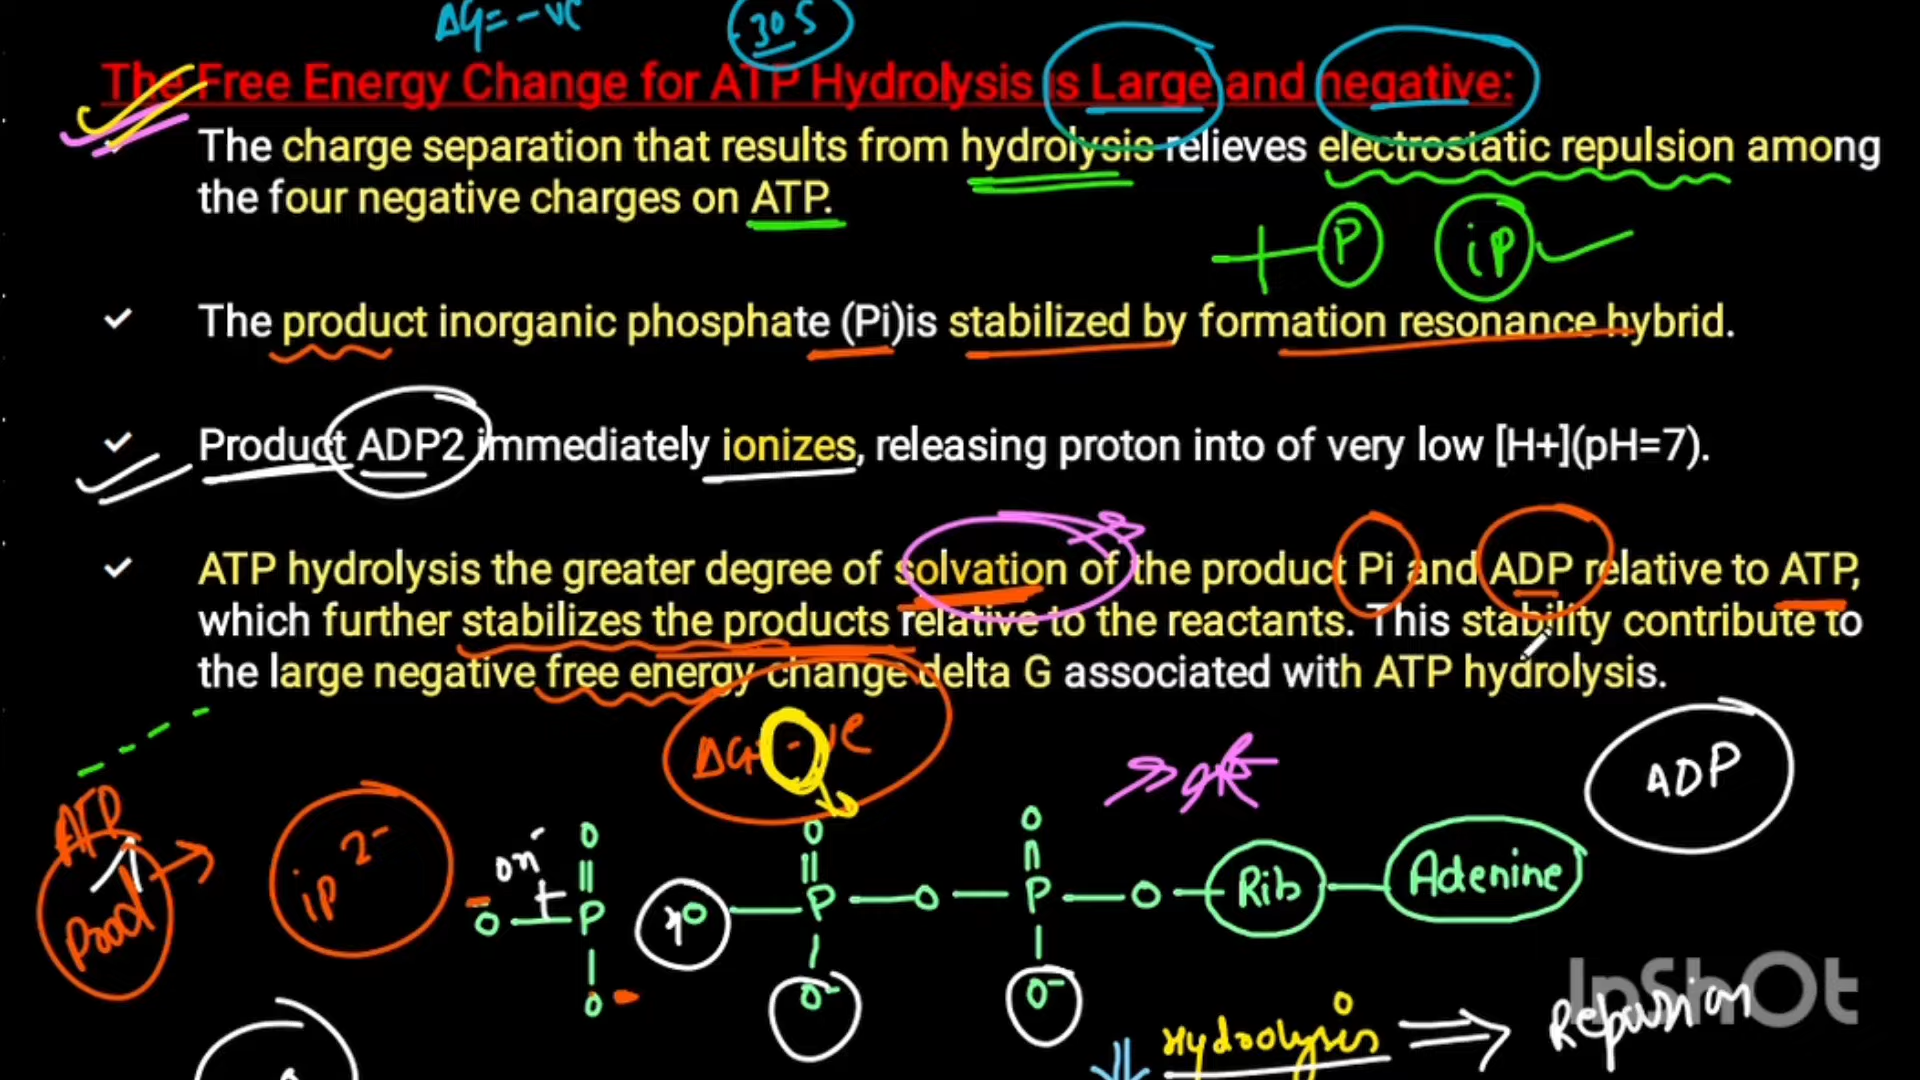 ΔG= -ve
-30 5
The Free Energy Change for ATP Hydrolysis is Large and negative:
The charge separation that results from hydrolysis relieves electrostatic repulsion among
the four negative charges on ATP.
P ip
The product inorganic phosphate (Pi)is stabilized by formation resonance hybrid.
Product ADP2 immediately ionizes, releasing proton into of very low [H+](pH=7).
ATP hydrolysis the greater degree of solvation of the product Pi and ADP relative to ATP,
which further stabilizes the products relative to the reactants. This stability contribute to
the large negative free energy change delta G associated with ATP hydrolysis.
ΔG= -ve
ADP
ATP
Prod
ip 2-
O O O
OH
- O P O P O P O Rib Adenine
O - O- O-
InShOt
Hydrolysis ⇒ Repulsion